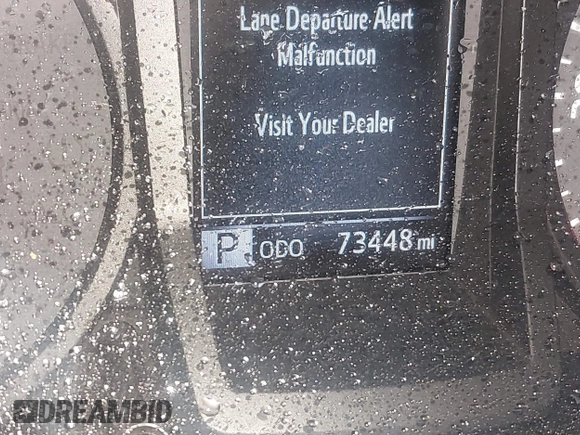 Lane Departure Alert
Malfunction
Visit Your Dealer
P ODO 73448 mi
DREAMBID